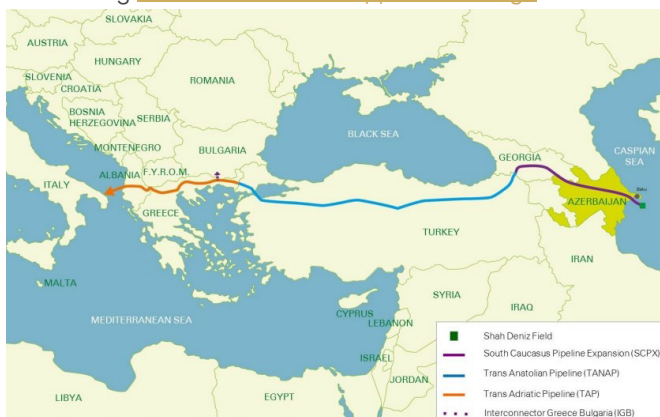 SLOVAKIA
AUSTRIA
HUNGARY
SLOVENIA
CROATIA
ROMANIA
BOSNIA
HERZEGOVINA
SERBIA
MONTENEGRO
BULGARIA
BLACK SEA
GEORGIA
CASPIAN
SEA
ITALY
ALBANIA
F.Y.R.O.M.
Baku
AZERBAIJAN
GREECE
TURKEY
IRAN
MALTA
SYRIA
IRAQ
CYPRUS
LEBANON
MEDITERRANEAN SEA
ISRAEL
JORDAN
LIBYA
EGYPT
Shah Deniz Field
South Caucasus Pipeline Expansion (SCPX)
Trans Anatolian Pipeline (TANAP)
Trans Adriatic Pipeline (TAP)
Interconnector Greece Bulgaria (IGB)